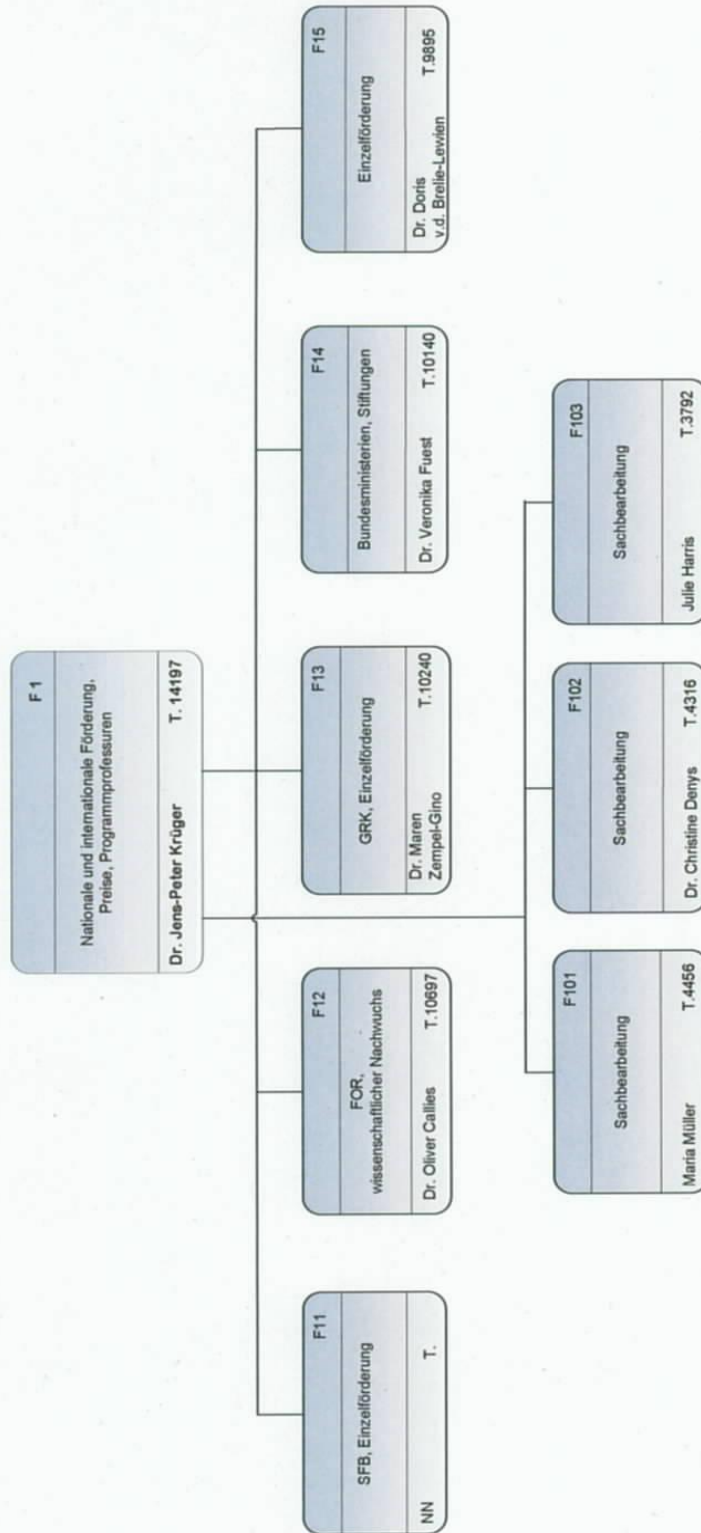 F 1
Nationale und internationale Förderung,
Preise, Programmprofessuren
Dr. Jens-Peter Krüger T. 14197
F11
SFB, Einzelförderung
NN T.
F12
FOR,
wissenschaftlicher Nachwuchs
Dr. Oliver Callies T.10697
F13
GRK, Einzelförderung
Dr. Maren
Zempel-Gino T.10240
F14
Bundesministerien, Stiftungen
Dr. Veronika Fuest T.10140
F15
Einzelförderung
Dr. Doris
v.d. Brelie-Lewien T.9895
F101
Sachbearbeitung
Maria Müller T.4456
F102
Sachbearbeitung
Dr. Christine Denys T.4316
F103
Sachbearbeitung
Julie Harris T.3792